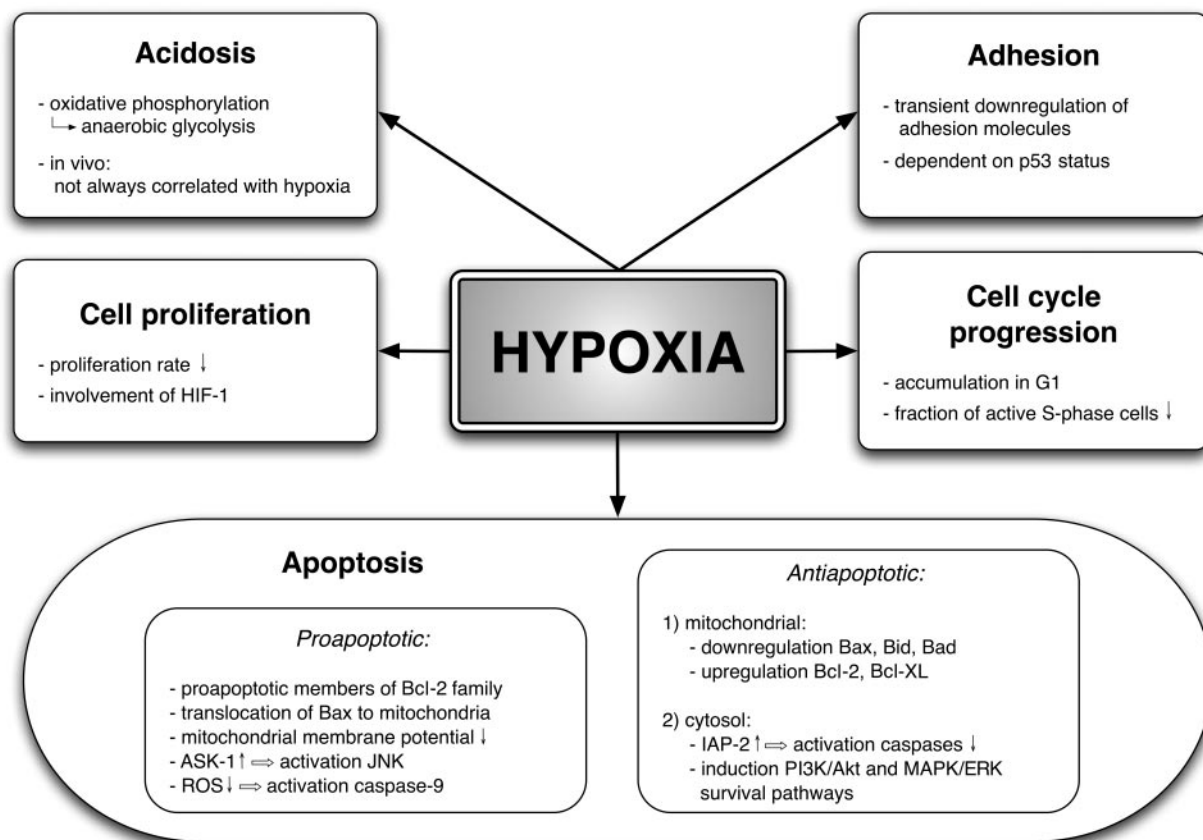 Acidosis
- oxidative phosphorylation
↳ anaerobic glycolysis
- in vivo:
not always correlated with hypoxia
Adhesion
- transient downregulation of
adhesion molecules
- dependent on p53 status
Cell proliferation
- proliferation rate ↓
- involvement of HIF-1
HYPOXIA
Cell cycle
progression
- accumulation in G1
- fraction of active S-phase cells ↓
Apoptosis
Proapoptotic:
- proapoptotic members of Bcl-2 family
- translocation of Bax to mitochondria
- mitochondrial membrane potential ↓
- ASK-1↑ ⇨ activation JNK
- ROS↓ ⇨ activation caspase-9
Antiapoptotic:
1) mitochondrial:
- downregulation Bax, Bid, Bad
- upregulation Bcl-2, Bcl-XL
2) cytosol:
- IAP-2 ↑ ⇨ activation caspases ↓
- induction PI3K/Akt and MAPK/ERK
survival pathways